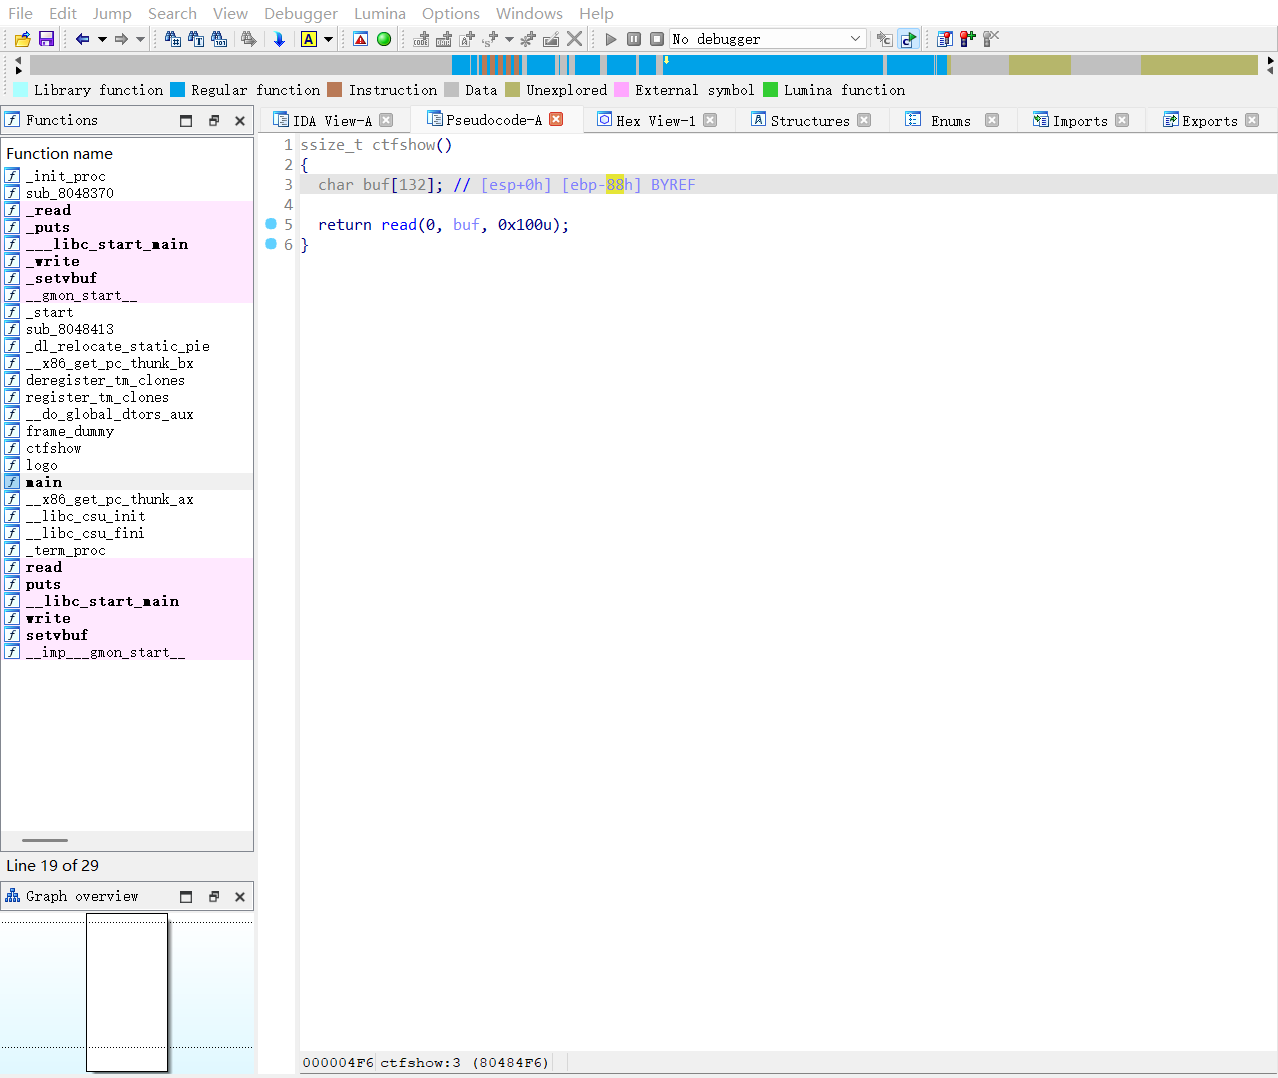 File Edit Jump Search View Debugger Lumina Options Windows Help
No debugger
Library function Regular function Instruction Data Unexplored External symbol Lumina function
Functions
IDA View-A Pseudocode-A Hex View-1 Structures Enums Imports Exports
Function name
_init_proc
sub_8048370
_read
_puts
___libc_start_main
_write
_setvbuf
__gmon_start__
_start
sub_8048413
_dl_relocate_static_pie
__x86_get_pc_thunk_bx
deregister_tm_clones
register_tm_clones
__do_global_dtors_aux
frame_dummy
ctfshow
logo
main
__x86_get_pc_thunk_ax
__libc_csu_init
__libc_csu_fini
_term_proc
read
puts
__libc_start_main
write
setvbuf
__imp___gmon_start__
Line 19 of 29
Graph overview
1 ssize_t ctfshow()
2 {
3 char buf[132]; // [esp+0h] [ebp-88h] BYREF
4
5 return read(0, buf, 0x100u);
6 }
000004F6 ctfshow:3 (80484F6)